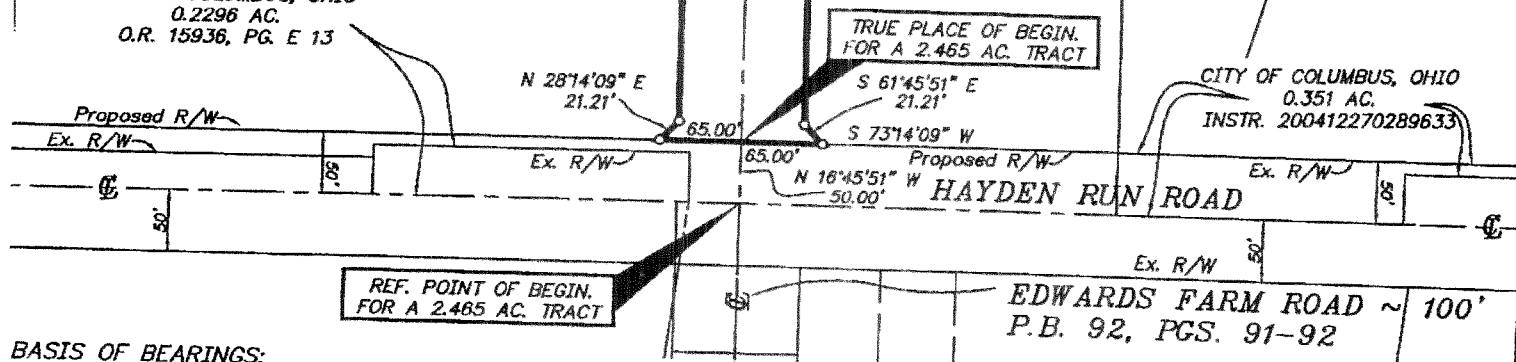 0.2296 AC.
O.R. 15936, PG. E 13
TRUE PLACE OF BEGIN.
FOR A 2.465 AC. TRACT
N 28°14'09" E
21.21'
S 61°45'51" E
21.21'
CITY OF COLUMBUS, OHIO
0.351 AC.
INSTR. 200412270289633
Proposed R/W
65.00'
S 73°14'09" W
Ex. R/W
Ex. R/W
65.00'
Proposed R/W
Ex. R/W
50'
℄
N 16°45'51" W
50.00'
HAYDEN RUN ROAD
50'
50'
℄
50'
Ex. R/W
REF. POINT OF BEGIN.
FOR A 2.465 AC. TRACT
℄
EDWARDS FARM ROAD ~ 100'
P.B. 92, PGS. 91-92
BASIS OF BEARINGS: